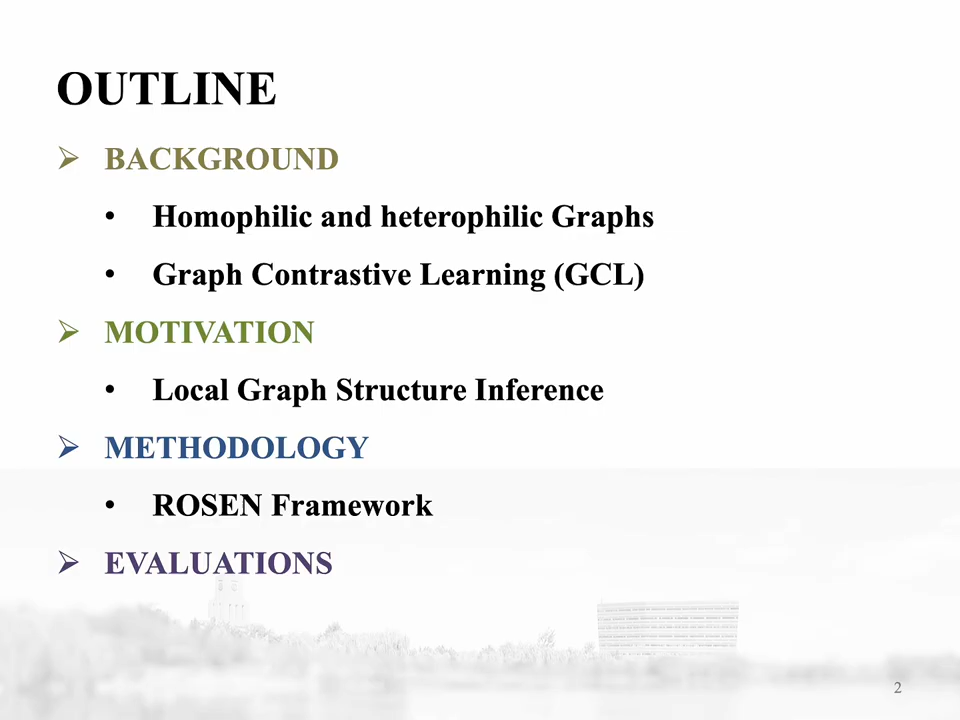 OUTLINE
➢ BACKGROUND
• Homophilic and heterophilic Graphs
• Graph Contrastive Learning (GCL)
➢ MOTIVATION
• Local Graph Structure Inference
➢ METHODOLOGY
• ROSEN Framework
➢ EVALUATIONS
2